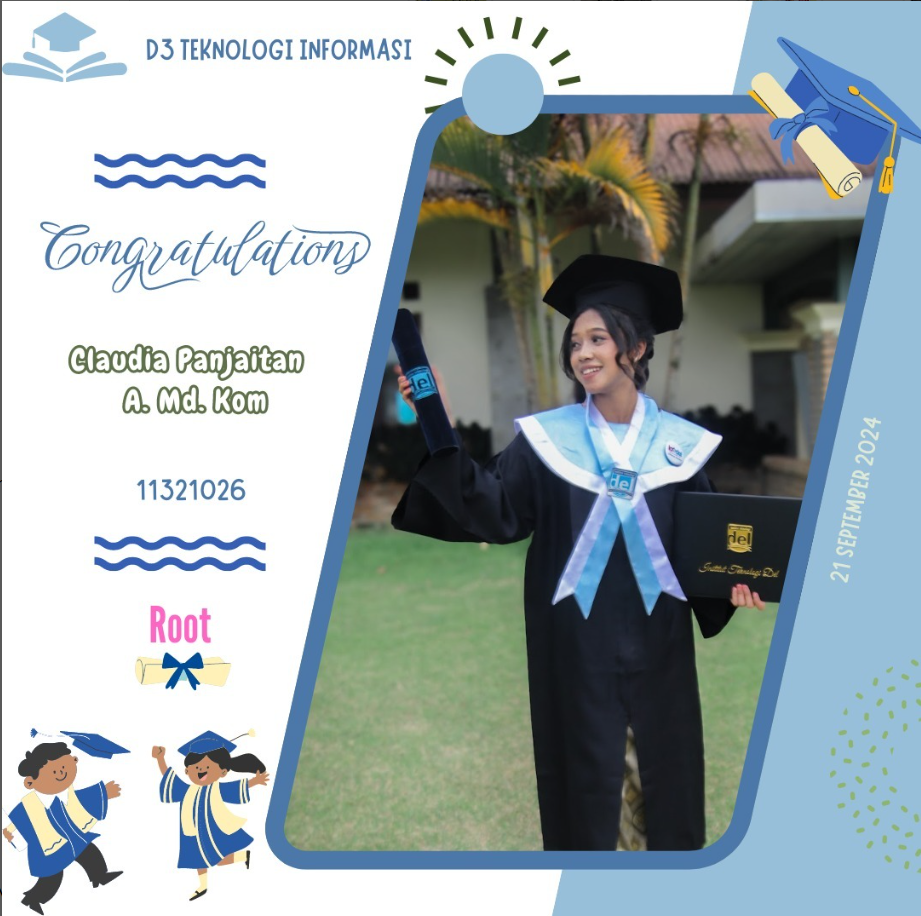 D3 TEKNOLOGI INFORMASI
Congratulations
Claudia Panjaitan
A. Md. Kom
11321026
Root
del
del
del
Institut Teknologi Del
21 SEPTEMBER 2024